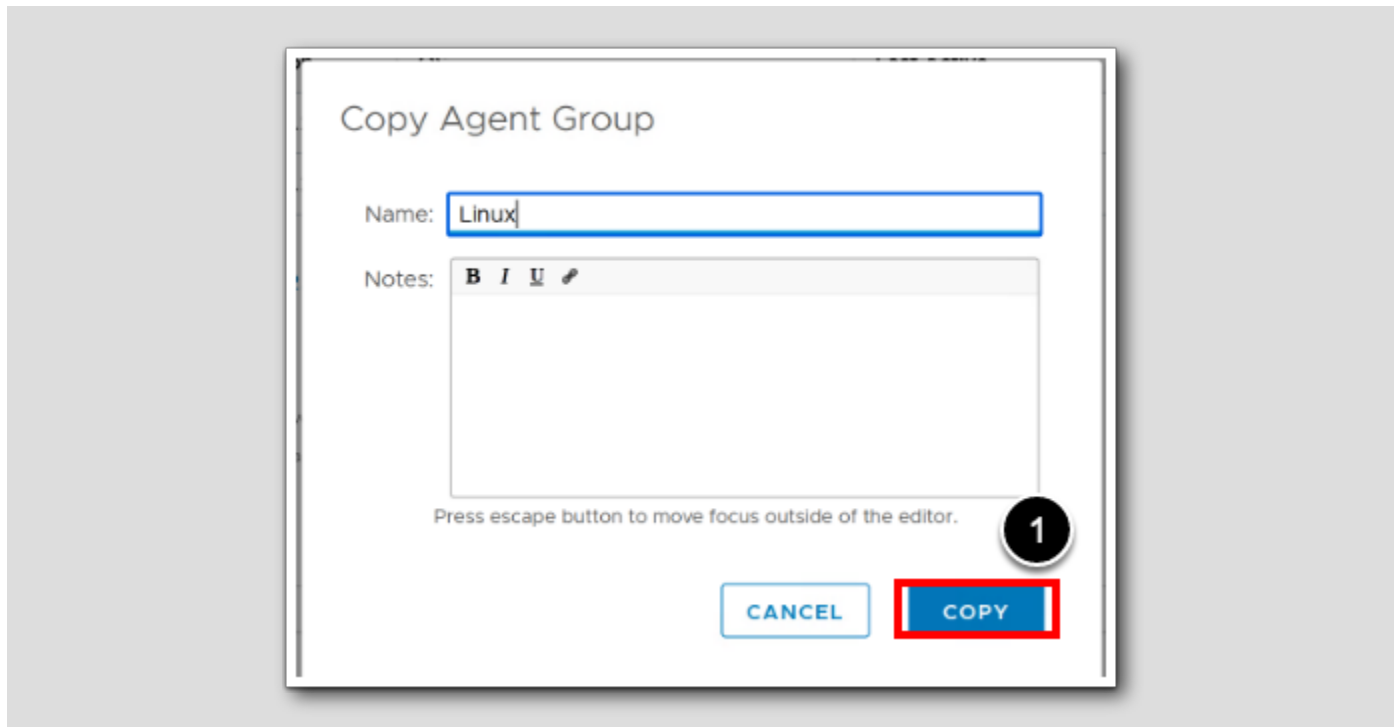 Copy Agent Group
Name: Linux
Notes: B I U
Press escape button to move focus outside of the editor.
1
CANCEL COPY